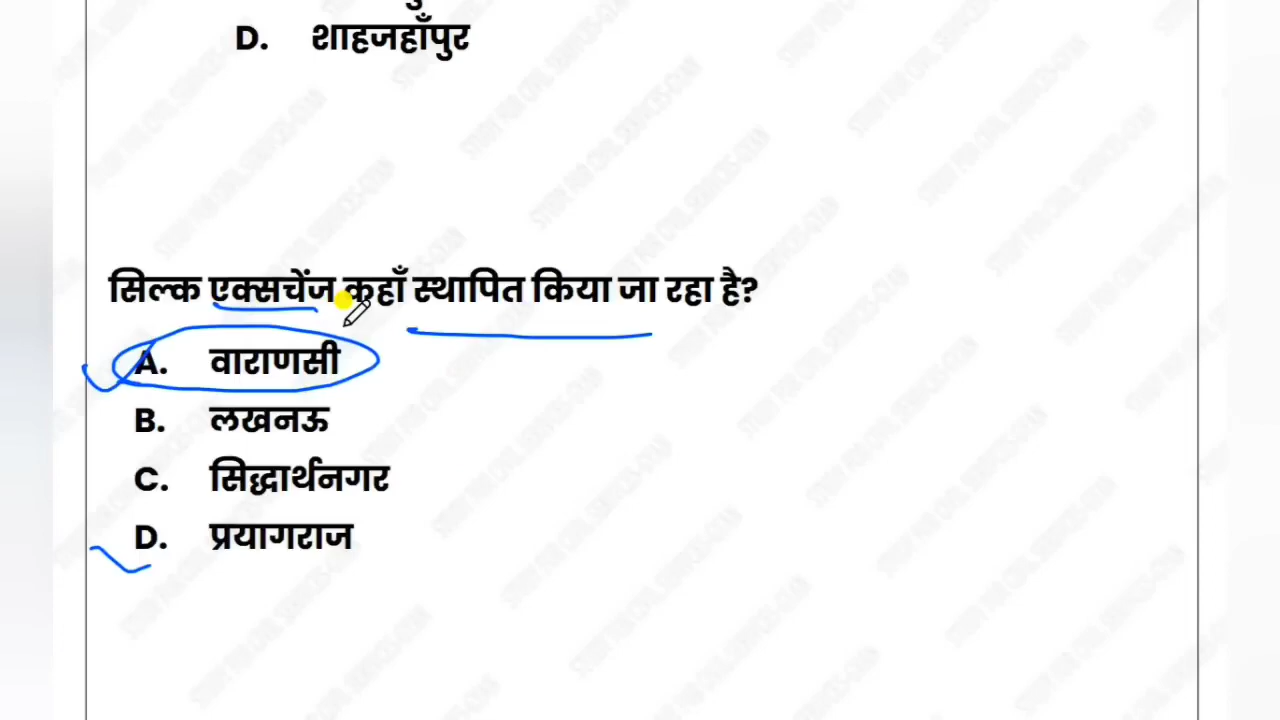 D. शाहजहाँपुर
सिल्क एक्सचेंज कहाँ स्थापित किया जा रहा है?
A. वाराणसी
B. लखनऊ
C. सिद्धार्थनगर
D. प्रयागराज